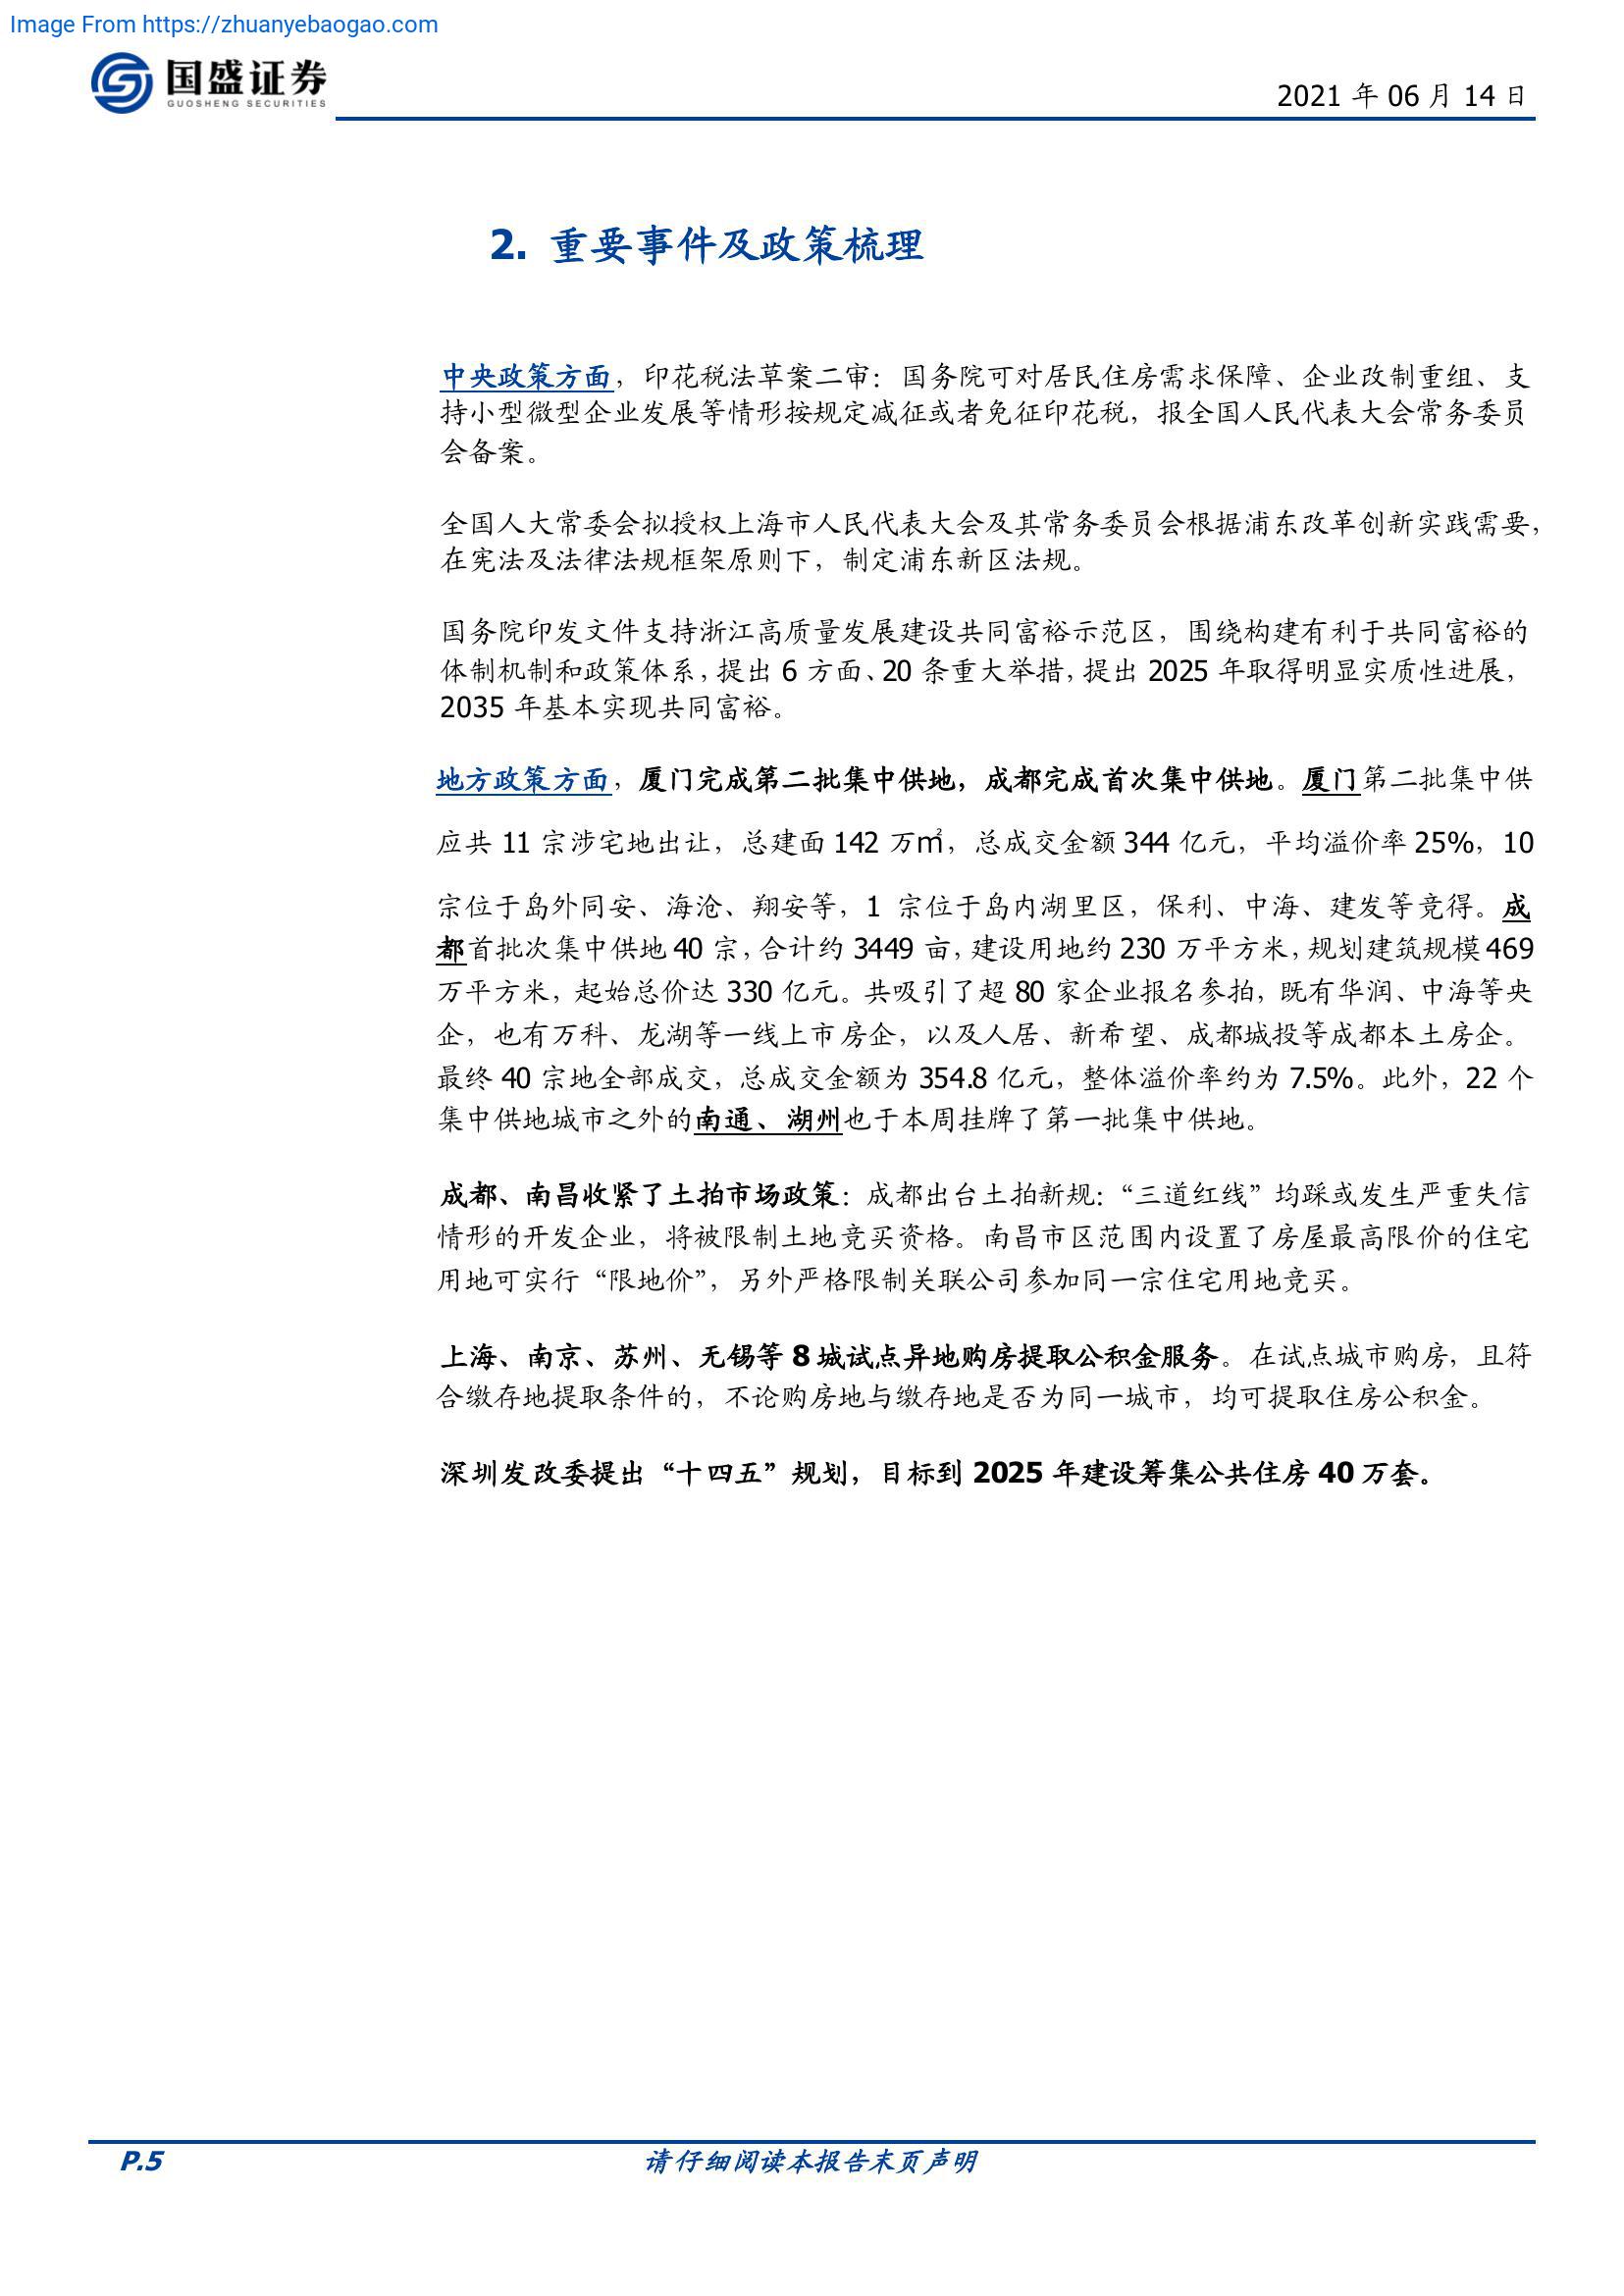 Image From https://zhuanyebaogao.com
国盛证券
GUOSHENG SECURITIES
2021 年 06 月 14 日
2. 重要事件及政策梳理
中央政策方面，印花税法草案二审：国务院可对居民住房需求保障、企业改制重组、支
持小型微型企业发展等情形按规定减征或者免征印花税，报全国人民代表大会常务委员
会备案。
全国人大常委会拟授权上海市人民代表大会及其常务委员会根据浦东改革创新实践需要，
在宪法及法律法规框架原则下，制定浦东新区法规。
国务院印发文件支持浙江高质量发展建设共同富裕示范区，围绕构建有利于共同富裕的
体制机制和政策体系，提出 6 方面、20 条重大举措，提出 2025 年取得明显实质性进展，
2035 年基本实现共同富裕。
地方政策方面，厦门完成第二批集中供地，成都完成首次集中供地。厦门第二批集中供
应共 11 宗涉宅地出让，总建面 142 万㎡，总成交金额 344 亿元，平均溢价率 25%，10
宗位于岛外同安、海沧、翔安等，1 宗位于岛内湖里区，保利、中海、建发等竞得。成
都首批次集中供地 40 宗，合计约 3449 亩，建设用地约 230 万平方米，规划建筑规模 469
万平方米，起始总价达 330 亿元。共吸引了超 80 家企业报名参拍，既有华润、中海等央
企，也有万科、龙湖等一线上市房企，以及人居、新希望、成都城投等成都本土房企。
最终 40 宗地全部成交，总成交金额为 354.8 亿元，整体溢价率约为 7.5%。此外，22 个
集中供地城市之外的南通、湖州也于本周挂牌了第一批集中供地。
成都、南昌收紧了土拍市场政策：成都出台土拍新规：“三道红线”均踩或发生严重失信
情形的开发企业，将被限制土地竞买资格。南昌市区范围内设置了房屋最高限价的住宅
用地可实行“限地价”，另外严格限制关联公司参加同一宗住宅用地竞买。
上海、南京、苏州、无锡等 8 城试点异地购房提取公积金服务。在试点城市购房，且符
合缴存地提取条件的，不论购房地与缴存地是否为同一城市，均可提取住房公积金。
深圳发改委提出“十四五”规划，目标到 2025 年建设筹集公共住房 40 万套。
P.5
请仔细阅读本报告末页声明